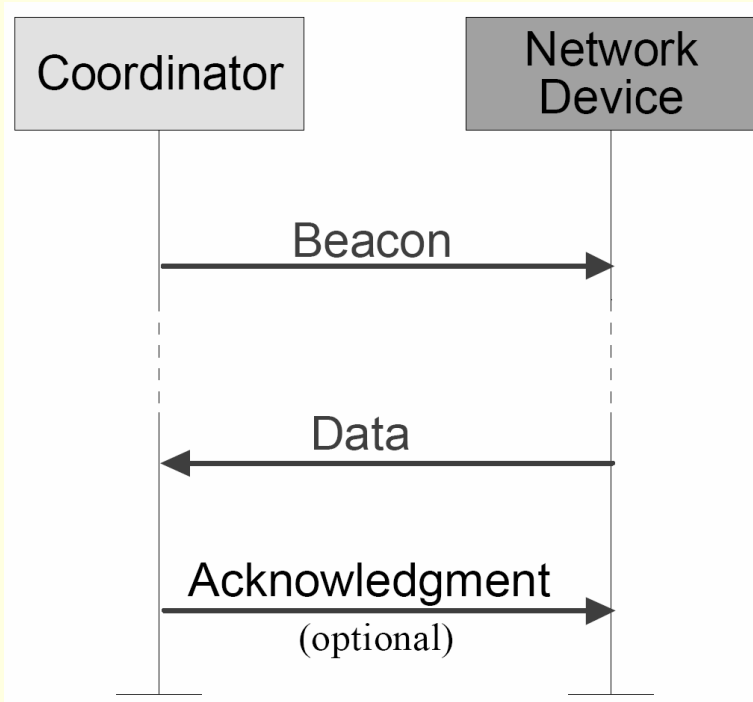 Coordinator
Network
Device
Beacon
Data
Acknowledgment
(optional)